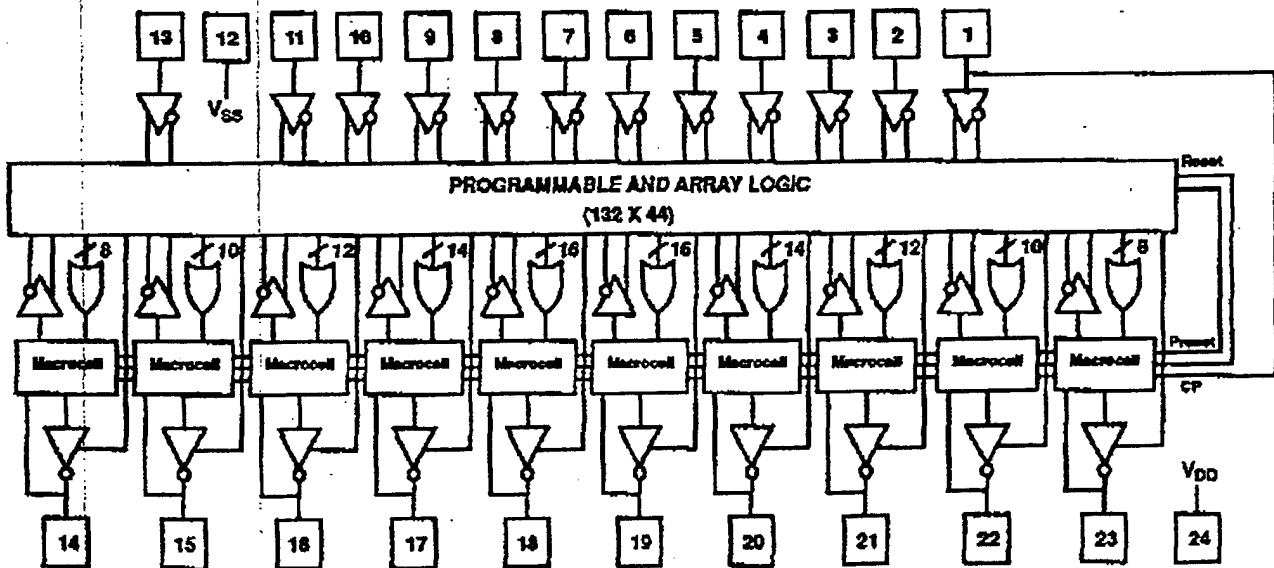 13 12 11 10 9 8 7 6 5 4 3 2 1
VSS
Reset
PROGRAMMABLE AND ARRAY LOGIC
(132 X 44)
8 10 12 14 16 16 14 12 10 8
Preset
Macrocell Macrocell Macrocell Macrocell Macrocell Macrocell Macrocell Macrocell Macrocell Macrocell
CP
VDD
14 15 16 17 18 19 20 21 22 23 24